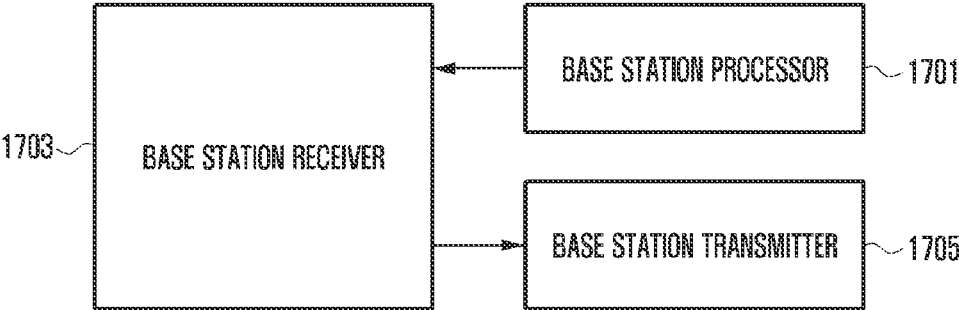 BASE STATION PROCESSOR
1701
1703
BASE STATION RECEIVER
BASE STATION TRANSMITTER
1705